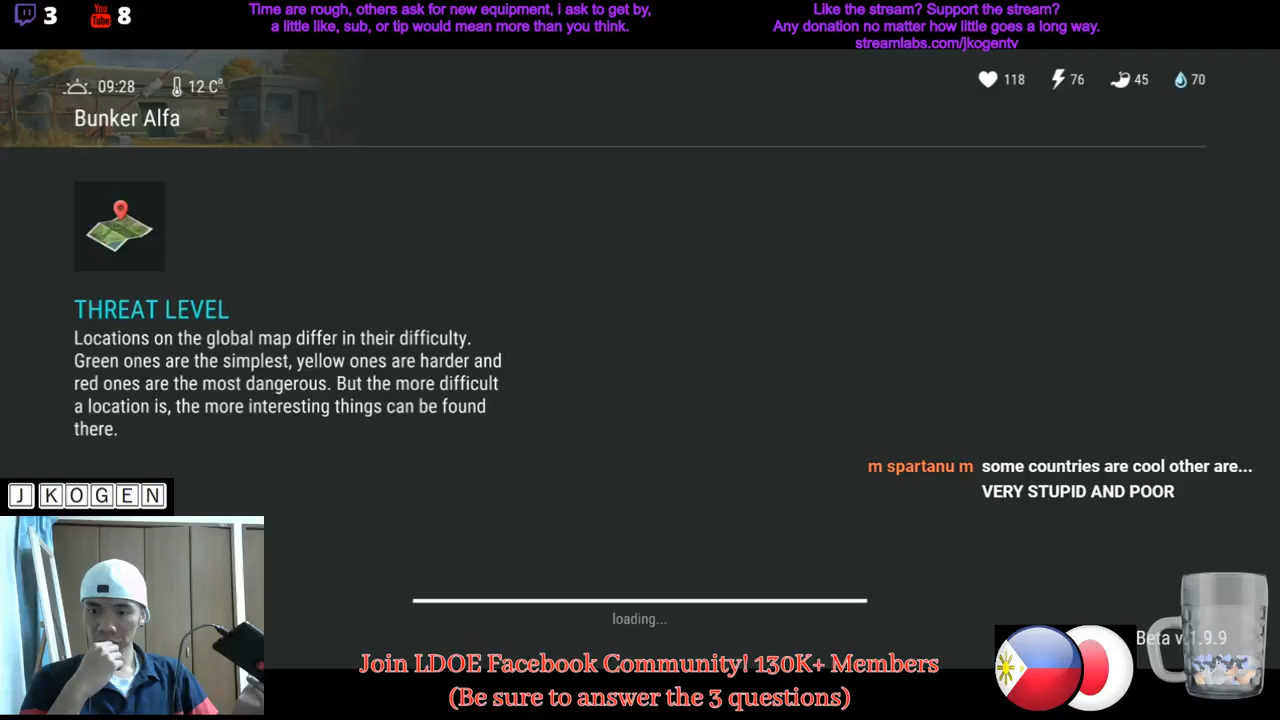 3
8
Time are rough, others ask for new equipment, i ask to get by,
a little like, sub, or tip would mean more than you think.
Like the stream? Support the stream?
Any donation no matter how little goes a long way.
streamlabs.com/jkogentv
You
Tube
09:28
12 C°
118
76
45
70
Bunker Alfa
THREAT LEVEL
Locations on the global map differ in their difficulty.
Green ones are the simplest, yellow ones are harder and
red ones are the most dangerous. But the more difficult
a location is, the more interesting things can be found
there.
m spartanu m some countries are cool other are...
VERY STUPID AND POOR
J KOGEN
loading...
Beta v.1.9.9
Join LDOE Facebook Community! 130K+ Members
(Be sure to answer the 3 questions)